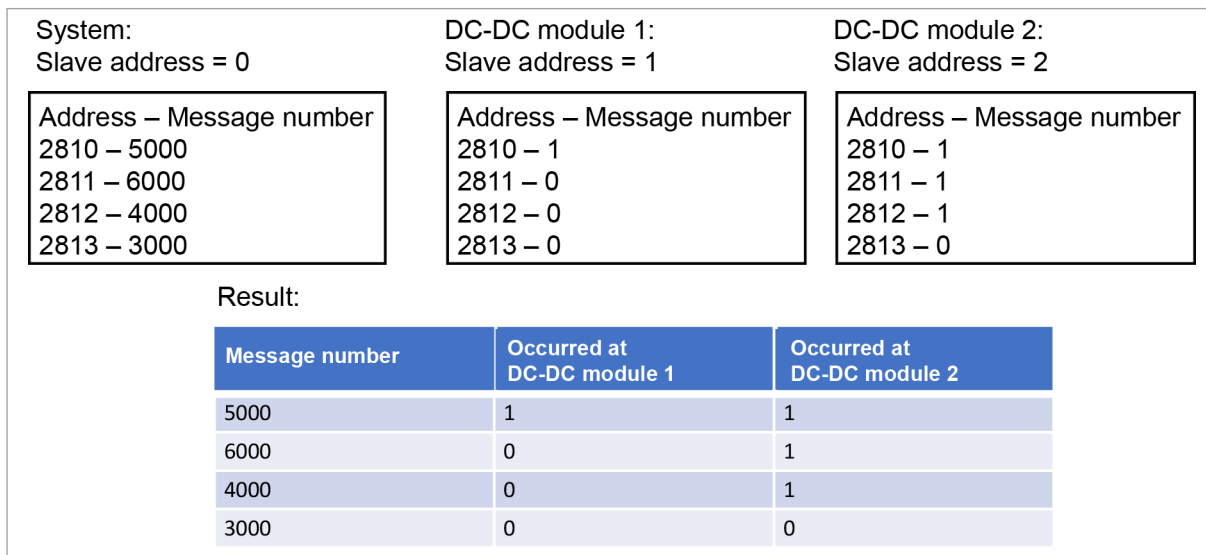 System:
Slave address = 0
Address – Message number
2810 – 5000
2811 – 6000
2812 – 4000
2813 – 3000
DC-DC module 1:
Slave address = 1
Address – Message number
2810 – 1
2811 – 0
2812 – 0
2813 – 0
DC-DC module 2:
Slave address = 2
Address – Message number
2810 – 1
2811 – 1
2812 – 1
2813 – 0
Result:
Message number Occurred at DC-DC module 1 Occurred at DC-DC module 2
5000 1 1
6000 0 1
4000 0 1
3000 0 0